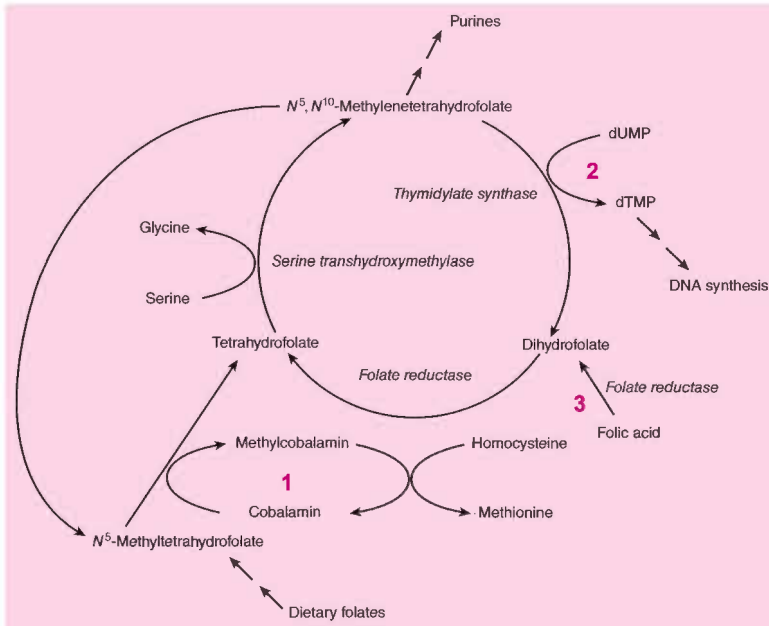 Purines
N⁵, N¹⁰-Methylenetetrahydrofolate
dUMP
2
Thymidylate synthase
dTMP
Glycine
Serine transhydroxymethylase
DNA synthesis
Serine
Tetrahydrofolate
Dihydrofolate
Folate reductase
Folate reductase
3
Folic acid
Methylcobalamin
Homocysteine
1
Cobalamin
Methionine
N⁵-Methyltetrahydrofolate
Dietary folates